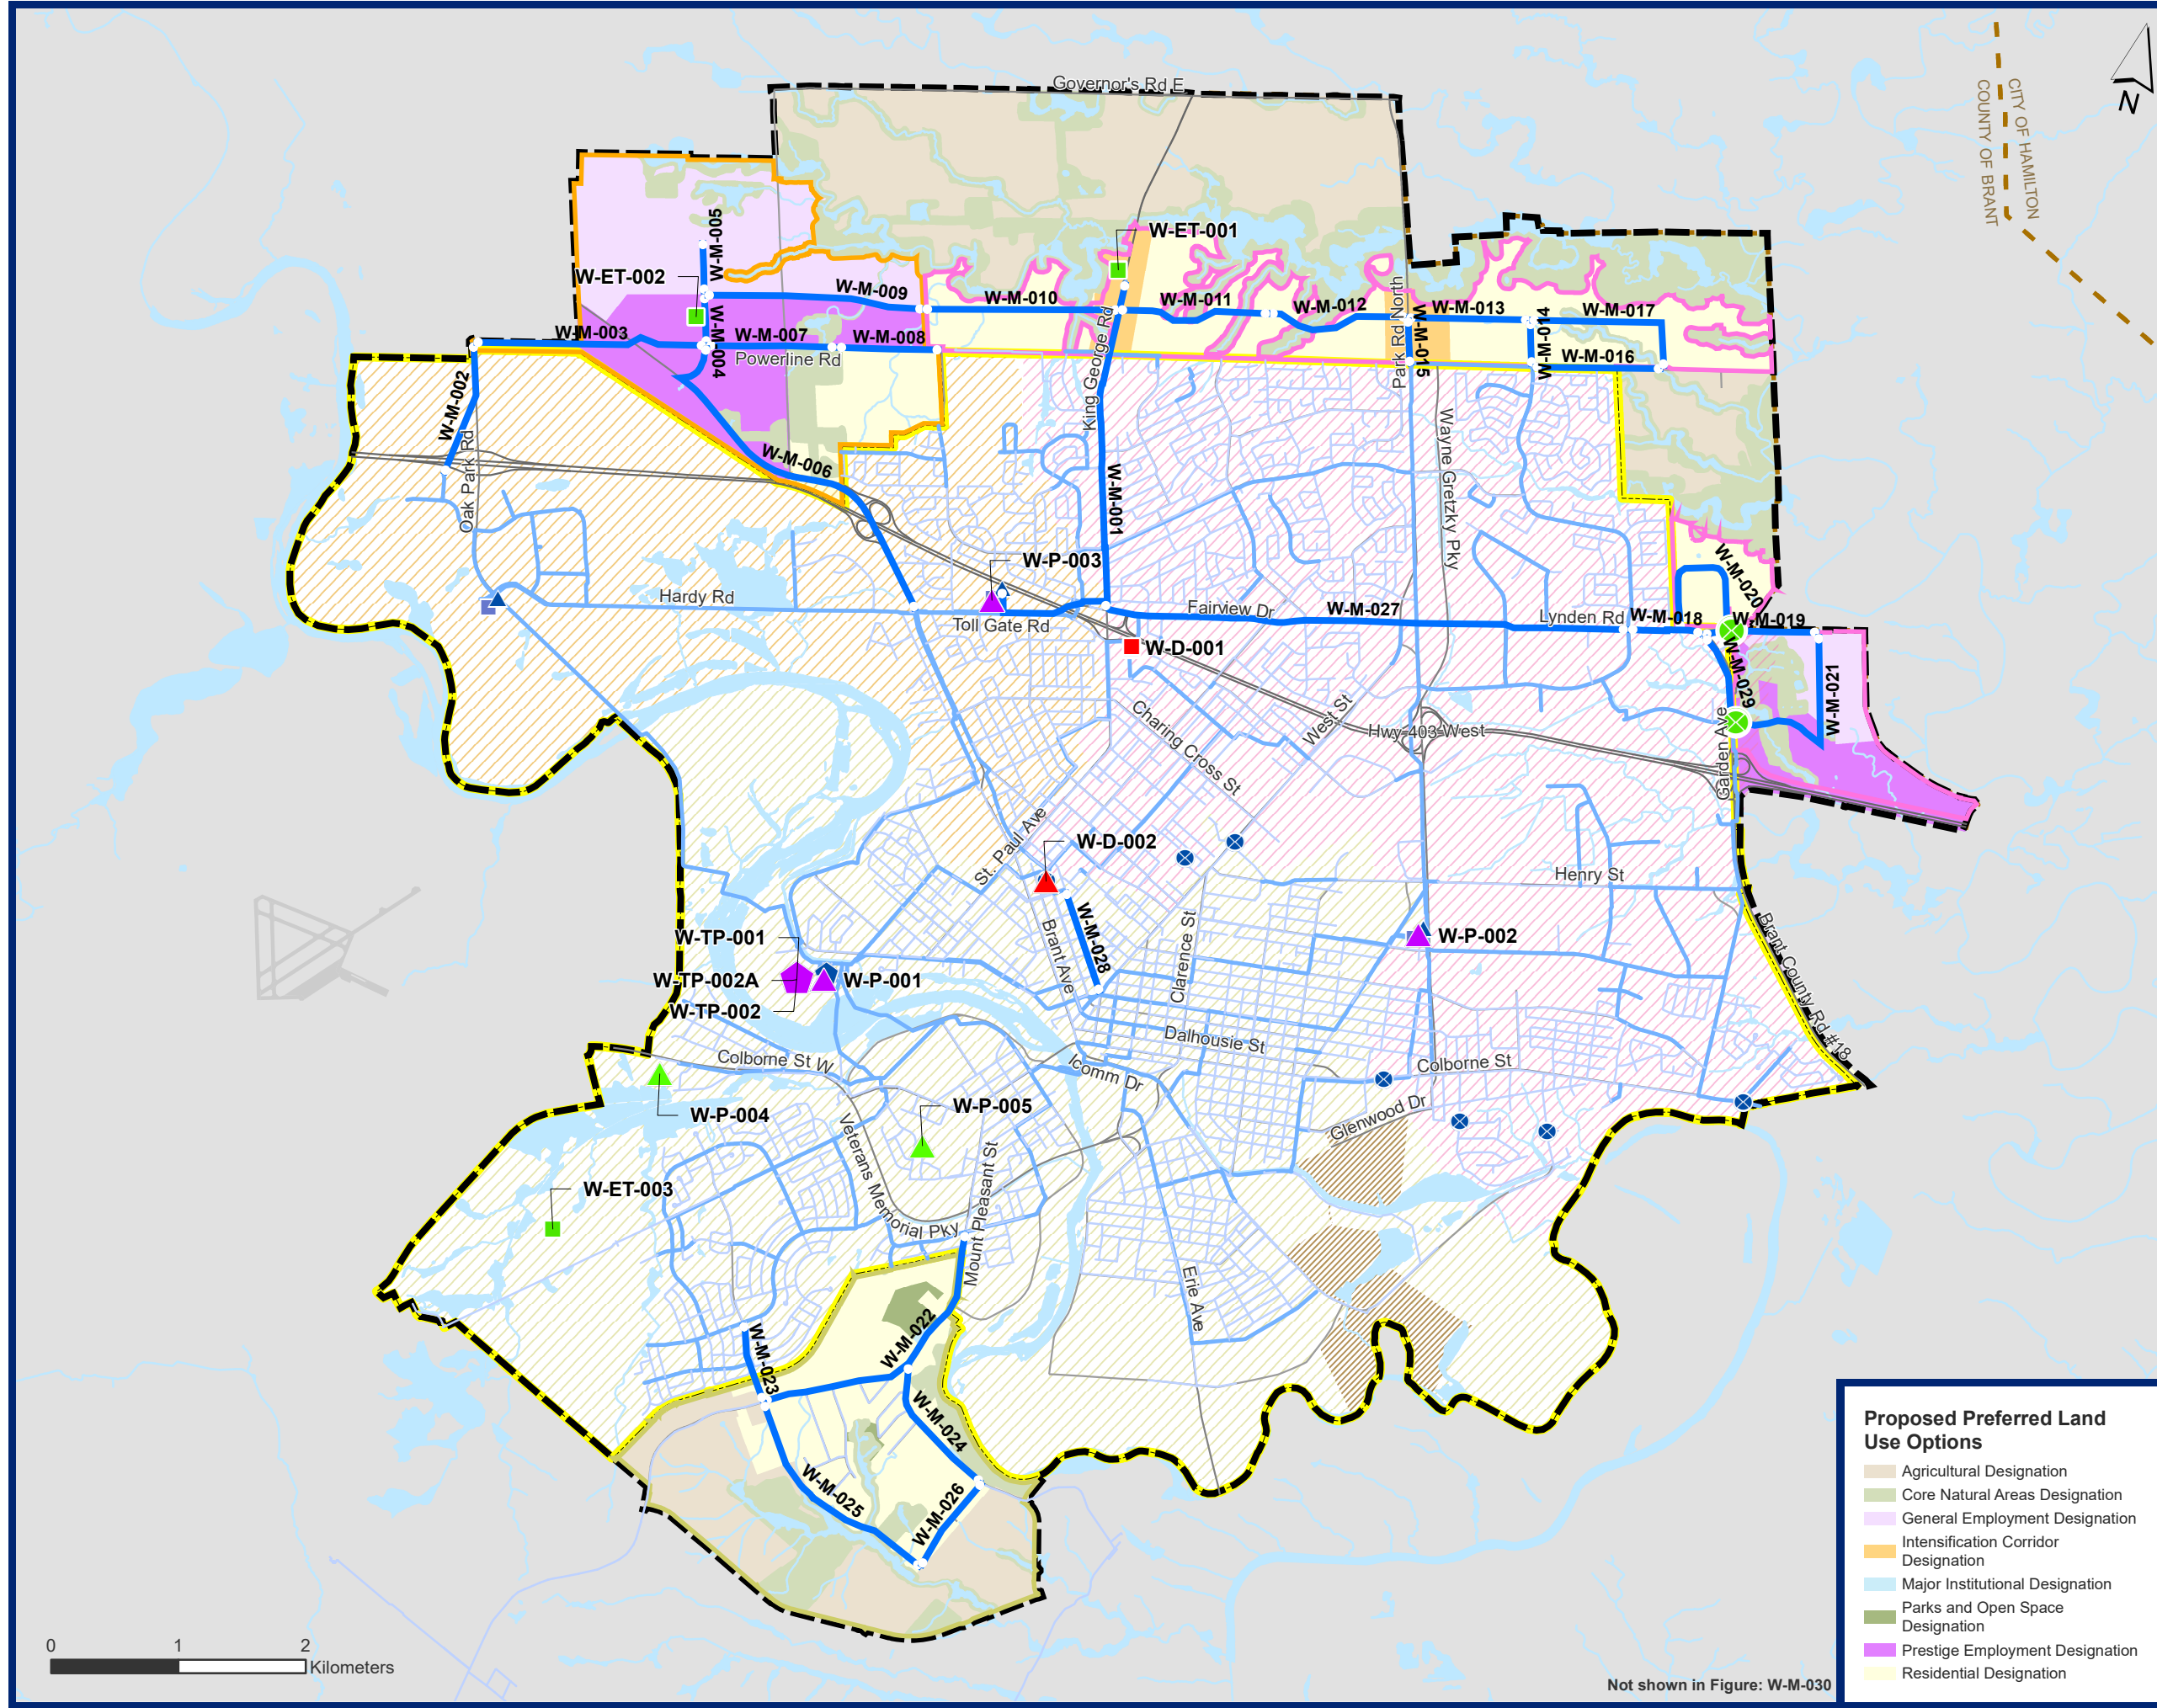 Governor's Rd E
CITY OF HAMILTON
COUNTY OF BRANT
N
W-ET-001
W-M-005
W-ET-002
W-M-009
W-M-010
W-M-011
W-M-012
W-M-013
W-M-014
W-M-017
W-M-003
W-M-004
W-M-007
W-M-008
Powerline Rd
King George Rd
Park Rd North
W-M-015
W-M-016
W-M-002
Oak Park Rd
W-M-006
W-M-001
Wayne Gretzky Pky
W-P-003
Hardy Rd
Toll Gate Rd
Fairview Dr
W-M-027
Lynden Rd
W-M-018
W-M-020
W-M-019
W-D-001
W-M-029
W-M-021
Charing Cross St
West St
Hwy 403 West
Garden Ave
St. Paul Ave
W-D-002
Henry St
W-TP-001
W-TP-002A
W-TP-002
W-P-001
Brant Ave
W-M-028
Clarence St
W-P-002
Brant County Rd #18
Dalhousie St
Colborne St W
Icomm Dr
Colborne St
W-P-004
W-P-005
Glenwood Dr
Veterans Memorial Pky
Mount Pleasant St
W-ET-003
Erie Ave
W-M-023
W-M-022
W-M-024
W-M-025
W-M-026
Proposed Preferred Land
Use Options
Agricultural Designation
Core Natural Areas Designation
General Employment Designation
Intensification Corridor
Designation
Major Institutional Designation
Parks and Open Space
Designation
Prestige Employment Designation
Residential Designation
0 1 2
Kilometers
Not shown in Figure: W-M-030